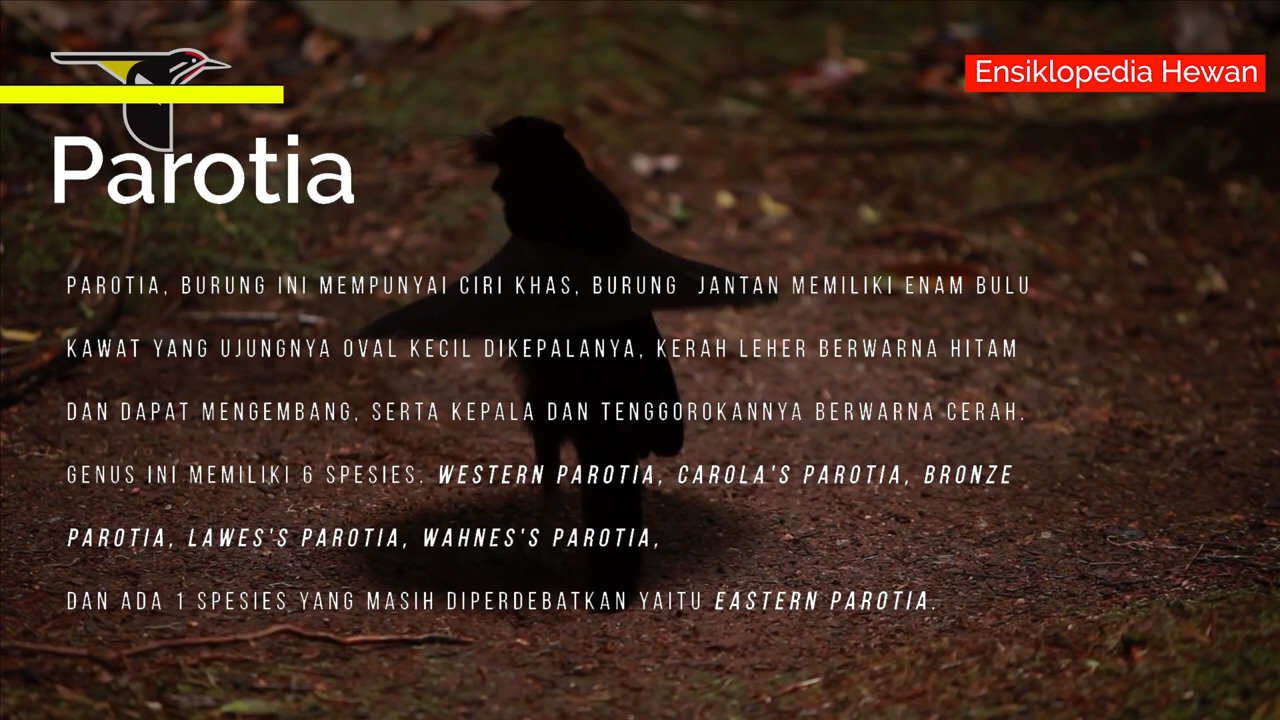 Ensiklopedia Hewan
Parotia
PAROTIA, BURUNG INI MEMPUNYAI CIRI KHAS, BURUNG JANTAN MEMILIKI ENAM BULU
KAWAT YANG UJUNGNYA OVAL KECIL DIKEPALANYA, KERAH LEHER BERWARNA HITAM
DAN DAPAT MENGEMBANG, SERTA KEPALA DAN TENGGOROKANNYA BERWARNA CERAH.
GENUS INI MEMILIKI 6 SPESIES. WESTERN PAROTIA, CAROLA'S PAROTIA, BRONZE
PAROTIA, LAWES'S PAROTIA, WAHNES'S PAROTIA,
DAN ADA 1 SPESIES YANG MASIH DIPERDEBATKAN YAITU EASTERN PAROTIA.